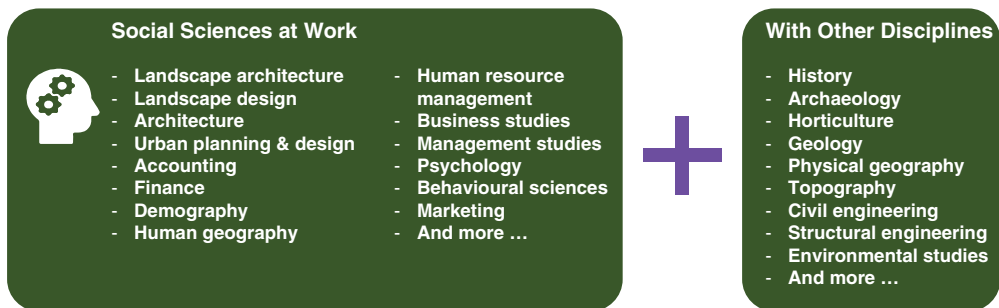 Social Sciences at Work
- Landscape architecture
- Landscape design
- Architecture
- Urban planning & design
- Accounting
- Finance
- Demography
- Human geography
- Human resource
management
- Business studies
- Management studies
- Psychology
- Behavioural sciences
- Marketing
- And more …
With Other Disciplines
- History
- Archaeology
- Horticulture
- Geology
- Physical geography
- Topography
- Civil engineering
- Structural engineering
- Environmental studies
- And more …